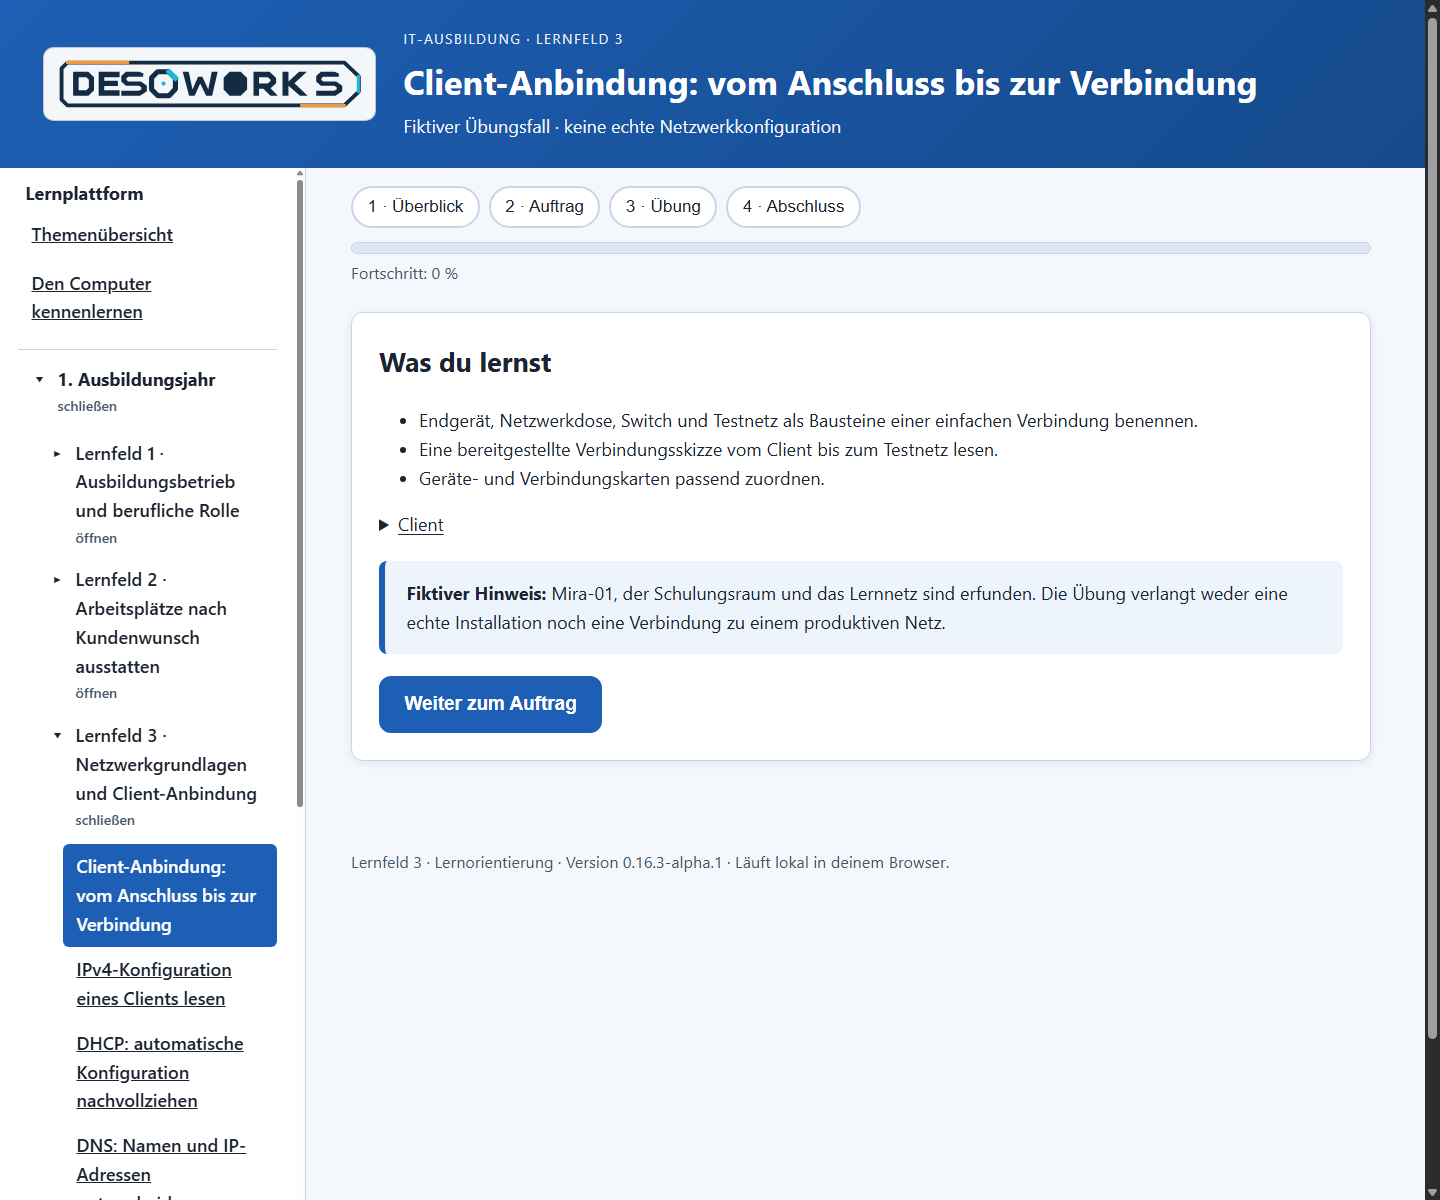 DESOWORKS
IT-AUSBILDUNG · LERNFELD 3
Client-Anbindung: vom Anschluss bis zur Verbindung
Fiktiver Übungsfall · keine echte Netzwerkkonfiguration
Lernplattform
Themenübersicht
Den Computer
kennenlernen
1. Ausbildungsjahr
schließen
Lernfeld 1 ·
Ausbildungsbetrieb
und berufliche Rolle
öffnen
Lernfeld 2 ·
Arbeitsplätze nach
Kundenwunsch
ausstatten
öffnen
Lernfeld 3 ·
Netzwerkgrundlagen
und Client-Anbindung
schließen
Client-Anbindung:
vom Anschluss bis zur
Verbindung
IPv4-Konfiguration
eines Clients lesen
DHCP: automatische
Konfiguration
nachvollziehen
DNS: Namen und IP-
Adressen
1 · Überblick
2 · Auftrag
3 · Übung
4 · Abschluss
Fortschritt: 0 %
Was du lernst
• Endgerät, Netzwerkdose, Switch und Testnetz als Bausteine einer einfachen Verbindung benennen.
• Eine bereitgestellte Verbindungsskizze vom Client bis zum Testnetz lesen.
• Geräte- und Verbindungskarten passend zuordnen.
Client
Fiktiver Hinweis: Mira-01, der Schulungsraum und das Lernnetz sind erfunden. Die Übung verlangt weder eine
echte Installation noch eine Verbindung zu einem produktiven Netz.
Weiter zum Auftrag
Lernfeld 3 · Lernorientierung · Version 0.16.3-alpha.1 · Läuft lokal in deinem Browser.